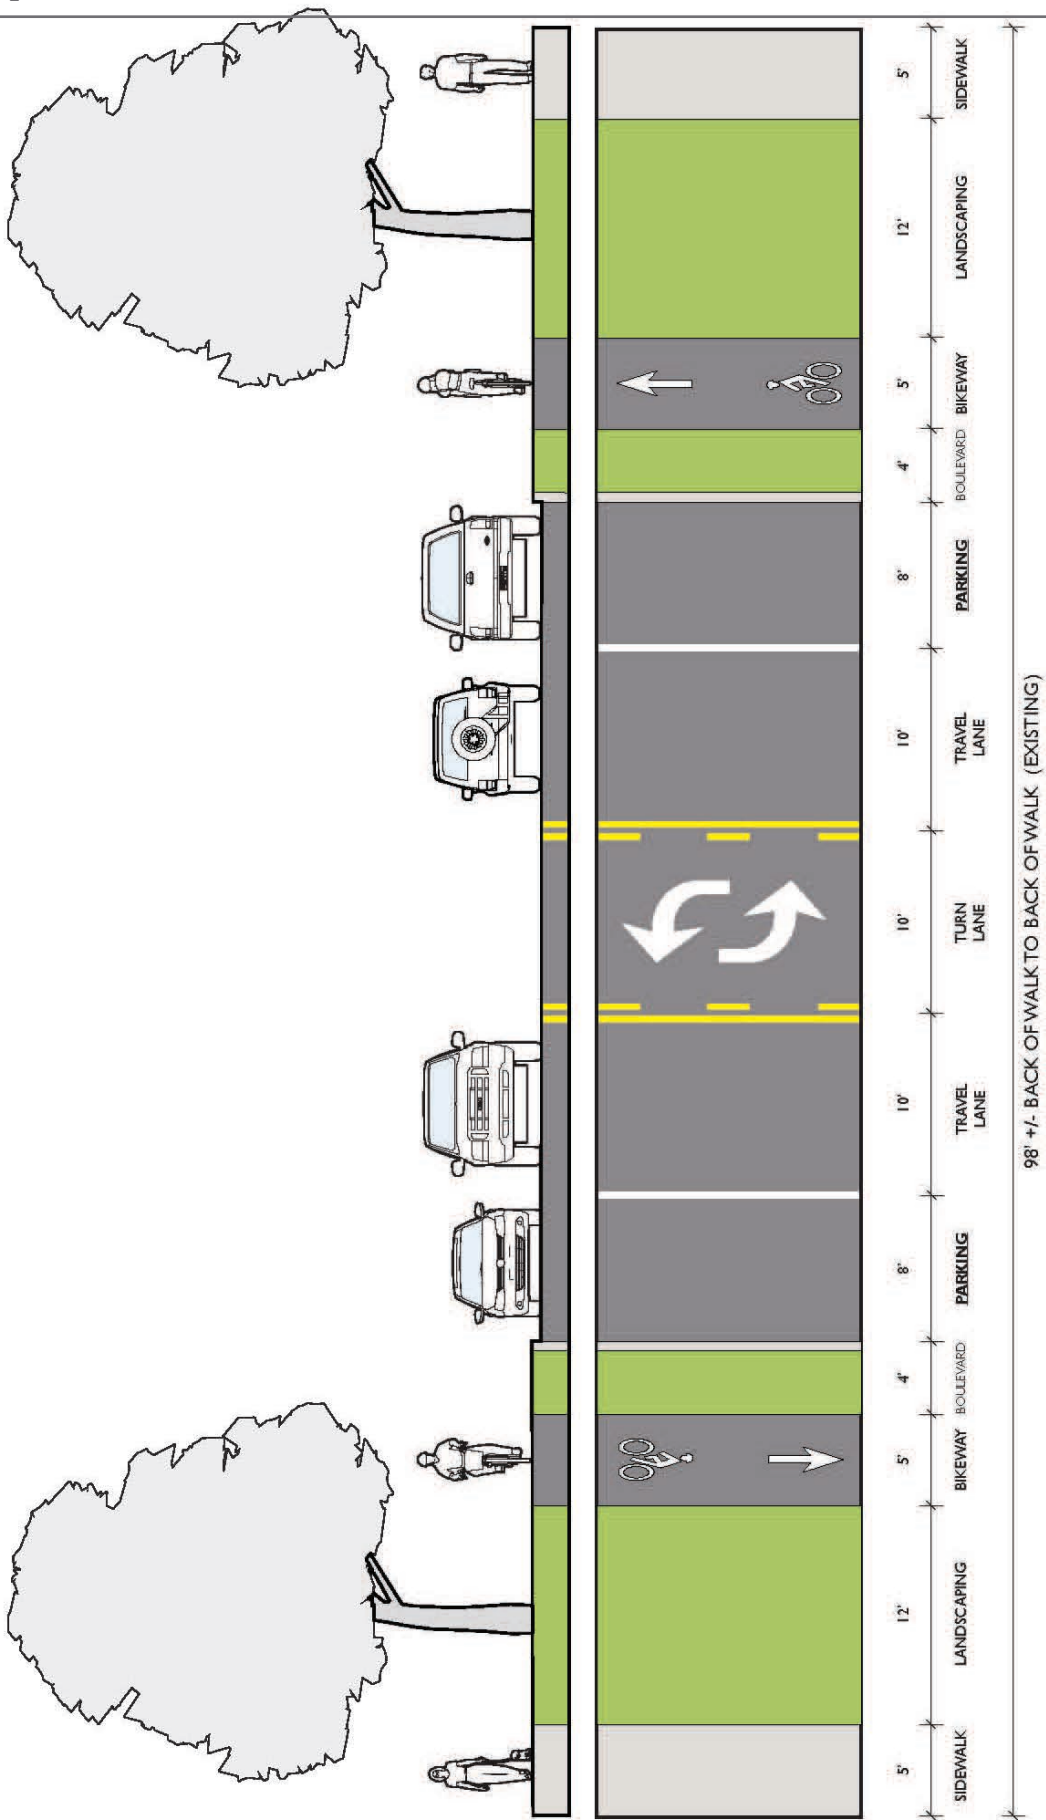 5'
12'
5'
4'
8'
10'
10'
10'
8'
4'
5'
12'
5'
SIDEWALK
LANDSCAPING
BIKEWAY
BOULEVARD
PARKING
TRAVEL
LANE
TURN
LANE
TRAVEL
LANE
PARKING
BOULEVARD
BIKEWAY
LANDSCAPING
SIDEWALK
98' +/- BACK OF WALK TO BACK OF WALK (EXISTING)